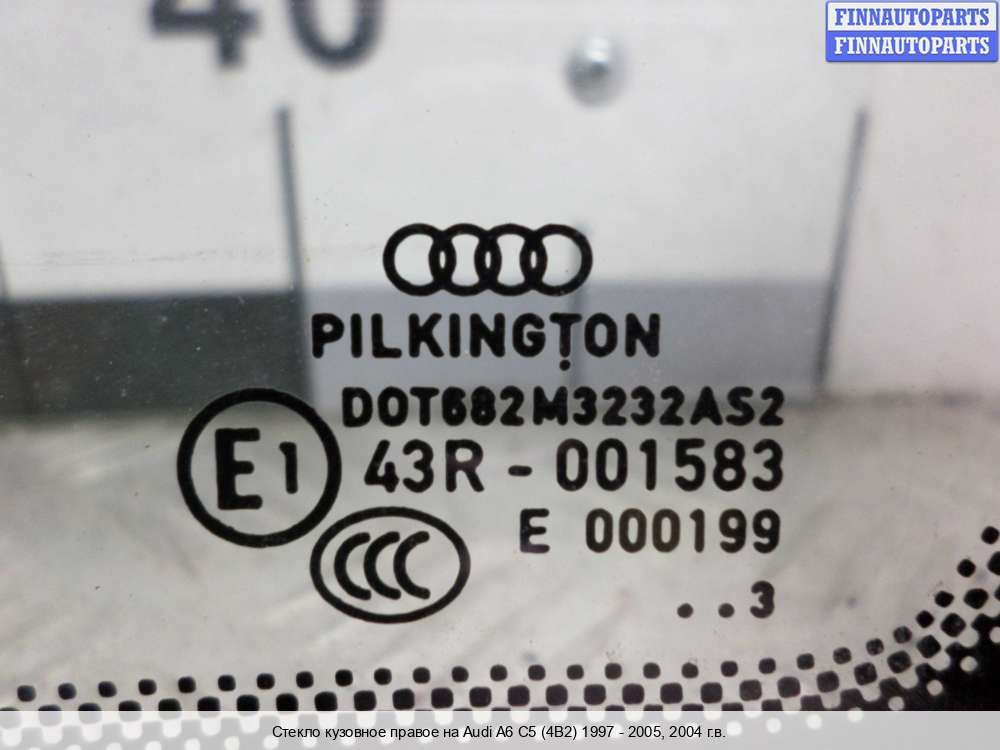 40
FINNAUTOPARTS
FINNAUTOPARTS
PILKINGTON
DOT682M3232AS2
E1
43R - 001583
E 000199
CCC
..3
Стекло кузовное правое на Audi A6 C5 (4B2) 1997 - 2005, 2004 г.в.